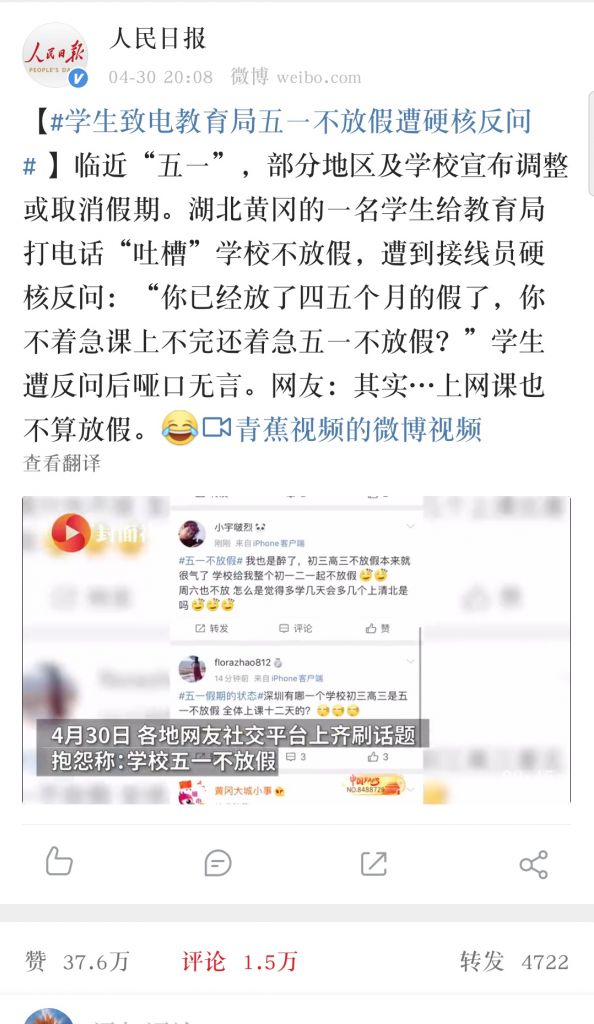 人民日报
PEOPLE'S DA
人民日报
04-30 20:08 微博 weibo.com
【#学生致电教育局五一不放假遭硬核反问
#】临近“五一”，部分地区及学校宣布调整
或取消假期。湖北黄冈的一名学生给教育局
打电话“吐槽”学校不放假，遭到接线员硬
核反问：“你已经放了四五个月的假了，你
不着急课上不完还着急五一不放假？”学生
遭反问后哑口无言。网友：其实…上网课也
不算放假。😂青蕉视频的微博视频
查看翻译
小宇啵烈🐼
刚刚 来自iPhone客户端
#五一不放假# 我也是醉了，初三高三不放假本来就
很气了 学校给我整个初一二一起不放假🤣🤣
周六也不放 怎么是觉得多学几天会多几个上清北是
吗🤣🤣🤣
转发 评论 赞
florazhao812
14分钟前 来自iPhone客户端
#五一假期的状态#深圳有哪一个学校初三高三是五
一不放假 全体上课十二天的？
3 3
4月30日 各地网友社交平台上齐刷话题
抱怨称:学校五一不放假
黄冈大城小事
NO.8488729
赞 37.6万 评论 1.5万 转发 4722